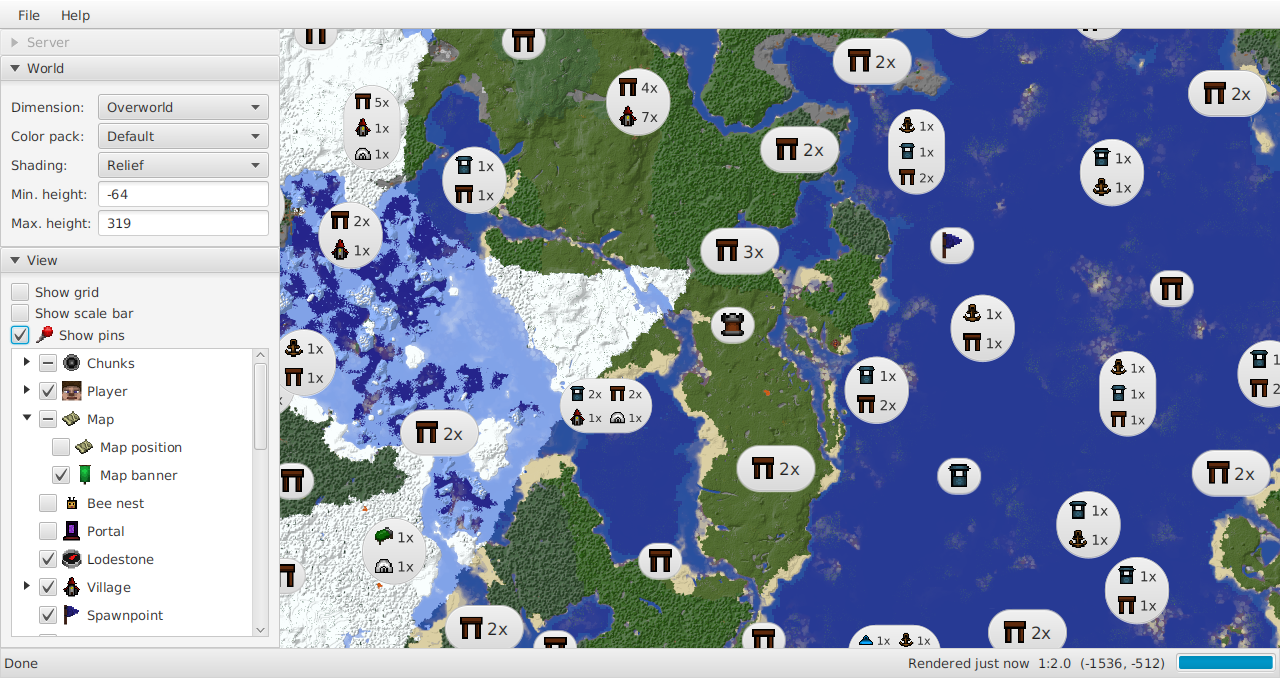 File Help
Server
World
Dimension: Overworld
Color pack: Default
Shading: Relief
Min. height: -64
Max. height: 319
View
Show grid
Show scale bar
Show pins
Chunks
Player
Map
Map position
Map banner
Bee nest
Portal
Lodestone
Village
Spawnpoint
2x
4x
7x
2x
5x
1x
1x
1x
1x
2x
1x
1x
2x
1x
1x
2x
1x
3x
1x
1x
1x
1x
2x 2x
1x 1x
1x
2x
1x
1x
1x
1
2
2x
2x
2x
1x
1x
1x
1x
1x
1x
2x
2x
1x 1x
Done
Rendered just now 1:2.0 (-1536, -512)